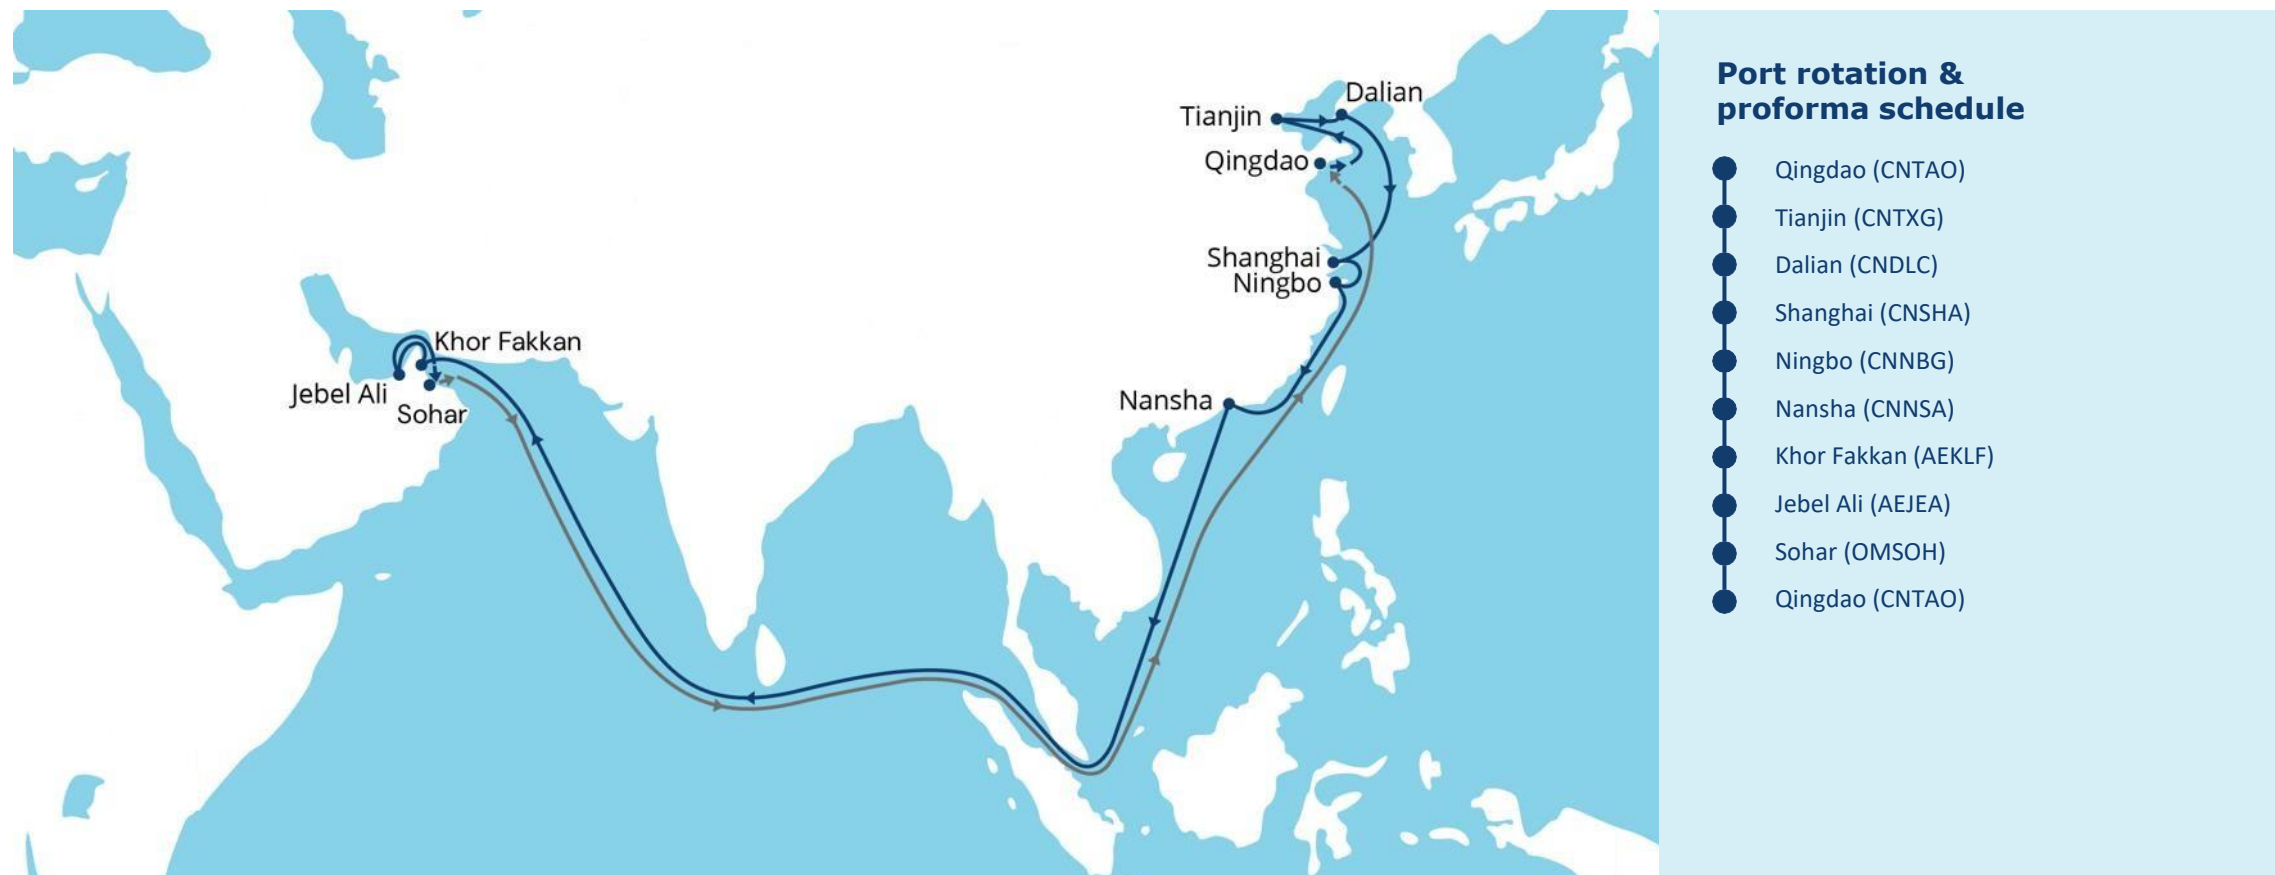 Dalian
Tianjin
Qingdao
Shanghai
Ningbo
Khor Fakkan
Jebel Ali
Sohar
Nansha
Port rotation &
proforma schedule
Qingdao (CNTAO)
Tianjin (CNTXG)
Dalian (CNDLC)
Shanghai (CNSHA)
Ningbo (CNNBG)
Nansha (CNNSA)
Khor Fakkan (AEKLF)
Jebel Ali (AEJEA)
Sohar (OMSOH)
Qingdao (CNTAO)